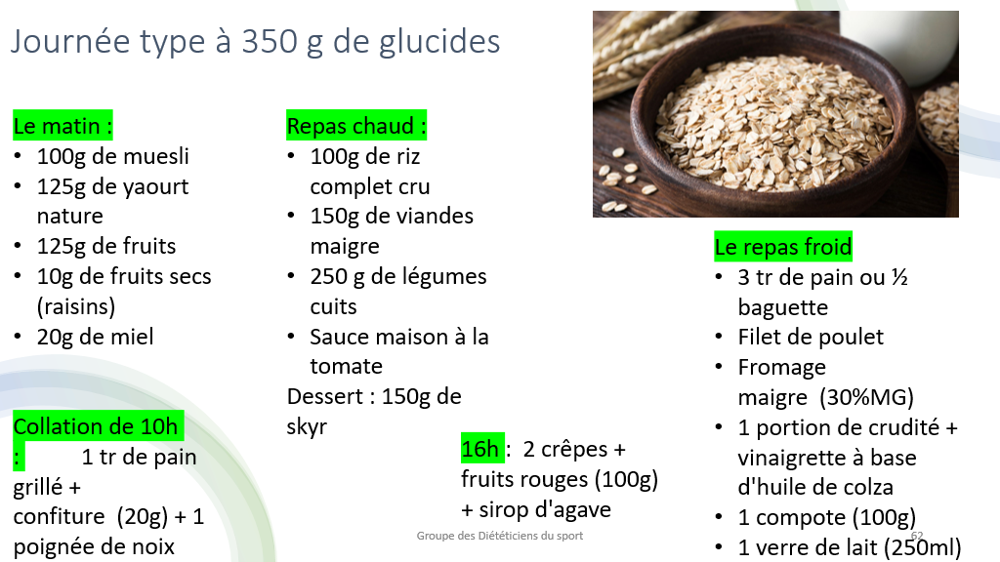 Journée type à 350 g de glucides
Le matin :
• 100g de muesli
• 125g de yaourt
nature
• 125g de fruits
• 10g de fruits secs
(raisins)
• 20g de miel
Collation de 10h
: 1 tr de pain
grillé +
confiture (20g) + 1
poignée de noix
Repas chaud :
• 100g de riz
complet cru
• 150g de viandes
maigre
• 250 g de légumes
cuits
• Sauce maison à la
tomate
Dessert : 150g de
skyr
16h : 2 crêpes +
fruits rouges (100g)
+ sirop d'agave
Le repas froid
• 3 tr de pain ou ½
baguette
• Filet de poulet
• Fromage
maigre (30%MG)
• 1 portion de crudité +
vinaigrette à base
d'huile de colza
• 1 compote (100g)
• 1 verre de lait (250ml)
Groupe des Diététiciens du sport
62